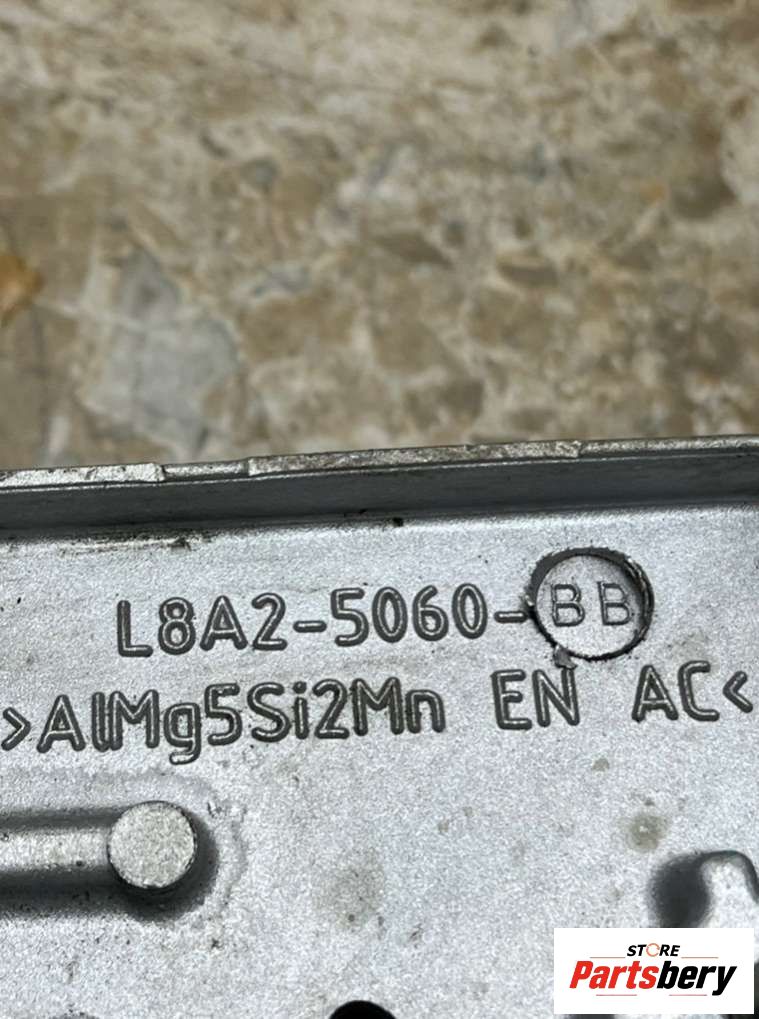 L8A2-5060-BB
>AlMg5Si2Mn EN AC<
STORE
Partsbery